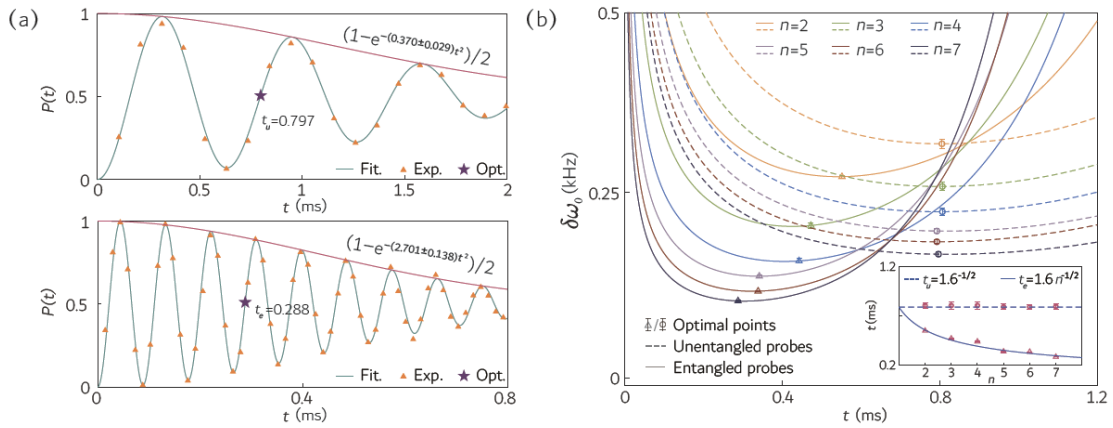 (a)
P(t)
1
0.5
0
(1−e^{-(0.370±0.029)t²})/2
t_u=0.797
Fit. Exp. Opt.
0 0.5 1 1.5 2
t (ms)
P(t)
1
0.5
0
(1−e^{-(2.701±0.138)t²})/2
t_e=0.288
Fit. Exp. Opt.
0 0.4 0.8
t (ms)
(b)
δω₀ (kHz)
0.5
0.25
0
n=2 n=3 n=4
n=5 n=6 n=7
/ Optimal points
Unentangled probes
Entangled probes
0 0.4 0.8 1.2
t (ms)
t_u=1.6^{-1/2} t_e=1.6 n^{-1/2}
t (ms)
1.2
0.2
2 3 4 5 6 7
n